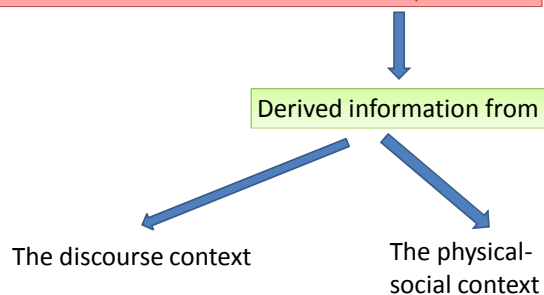 Derived information from
The discourse context
The physical-
social context